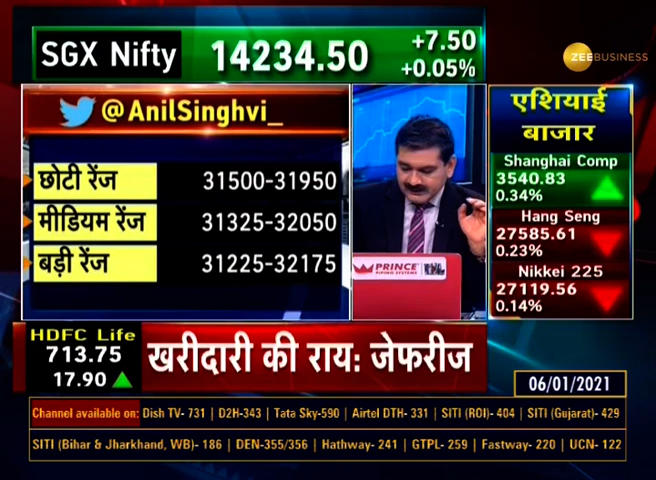 SGX Nifty 14234.50 +7.50
+0.05%
ZEEBUSINESS
@AnilSinghvi_
छोटी रेंज 31500-31950
मीडियम रेंज 31325-32050
बड़ी रेंज 31225-32175
PRINCE
PIPING SYSTEMS
एशियाई
बाजार
Shanghai Comp
3540.83
0.34%
Hang Seng
27585.61
0.23%
Nikkei 225
27119.56
0.14%
HDFC Life
713.75
17.90
खरीदारी की राय: जेफरीज
06/01/2021
Channel available on: Dish TV- 731 | D2H-343 | Tata Sky-590 | Airtel DTH- 331 | SITI (ROI)- 404 | SITI (Gujarat)- 429
SITI (Bihar & Jharkhand, WB)- 186 | DEN-355/356 | Hathway- 241 | GTPL- 259 | Fastway- 220 | UCN- 122